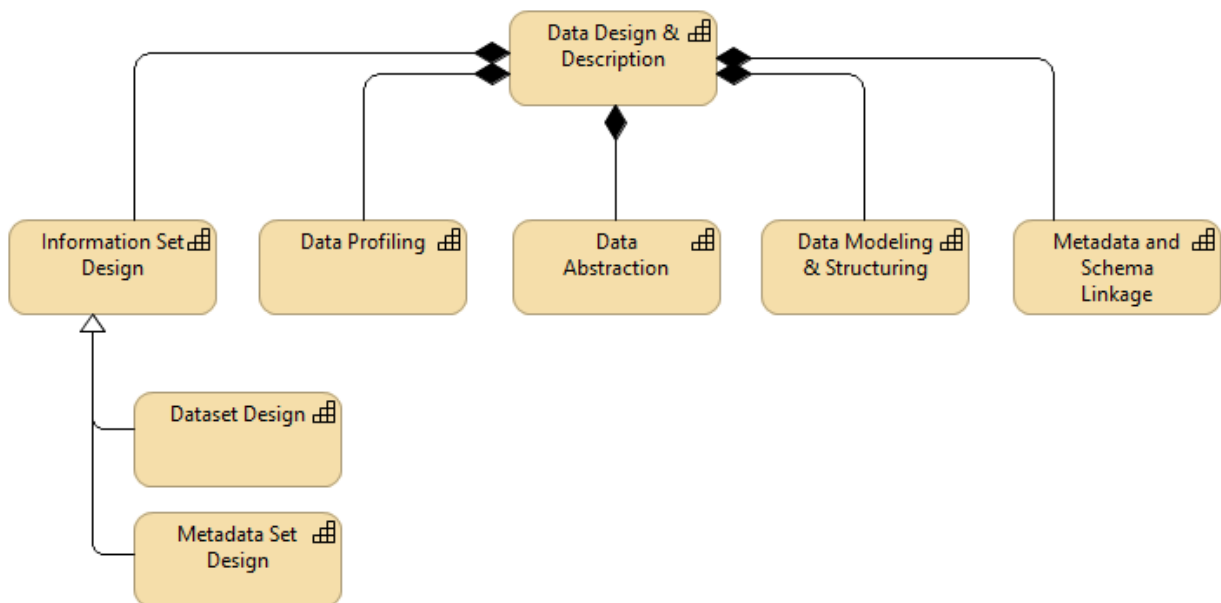 Data Design &
Description
Information Set
Design
Data Profiling
Data
Abstraction
Data Modeling
& Structuring
Metadata and
Schema
Linkage
Dataset Design
Metadata Set
Design